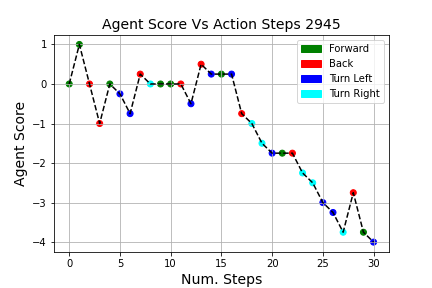 Agent Score Vs Action Steps 2945
Agent Score
1
0
−1
−2
−3
−4
Forward
Back
Turn Left
Turn Right
0 5 10 15 20 25 30
Num. Steps